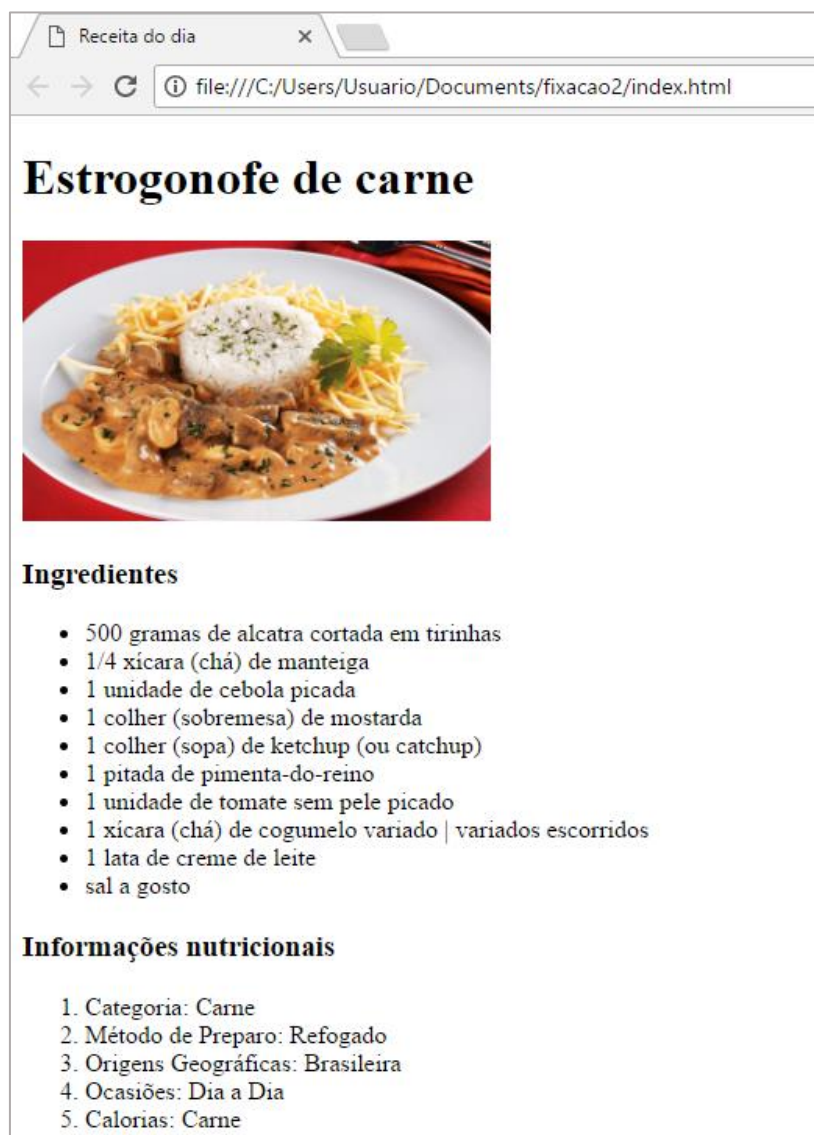 Receita do dia
file:///C:/Users/Usuario/Documents/fixacao2/index.html
Estrogonofe de carne
Ingredientes
500 gramas de alcatra cortada em tirinhas
1/4 xícara (chá) de manteiga
1 unidade de cebola picada
1 colher (sobremesa) de mostarda
1 colher (sopa) de ketchup (ou catchup)
1 pitada de pimenta-do-reino
1 unidade de tomate sem pele picado
1 xícara (chá) de cogumelo variado | variados escorridos
1 lata de creme de leite
sal a gosto
Informações nutricionais
1. Categoria: Carne
2. Método de Preparo: Refogado
3. Origens Geográficas: Brasileira
4. Ocasiões: Dia a Dia
5. Calorias: Carne